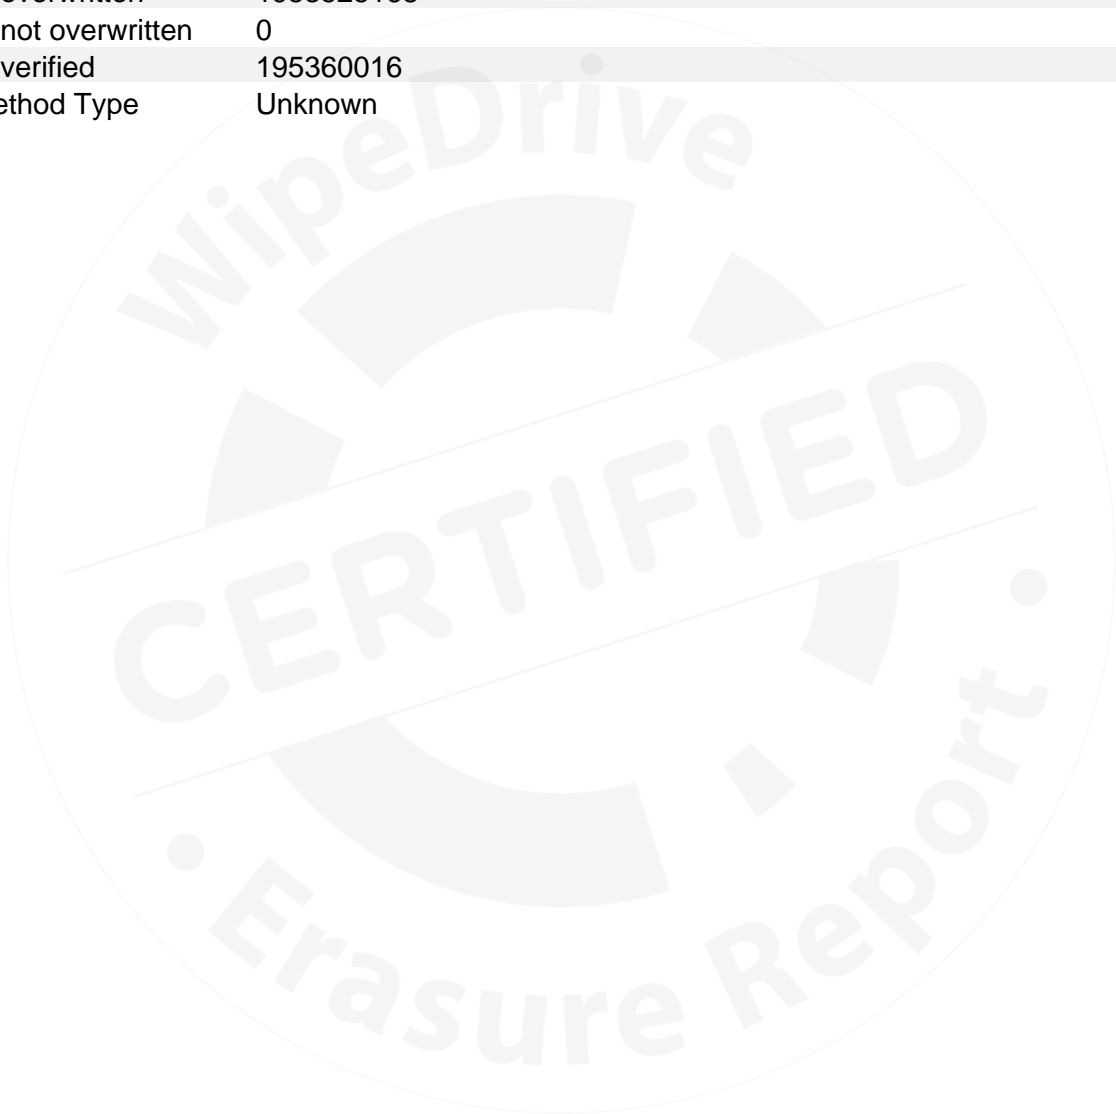 not overwritten 0
verified 195360016
ethod Type Unknown
WipeDrive
CERTIFIED
Erasure Report